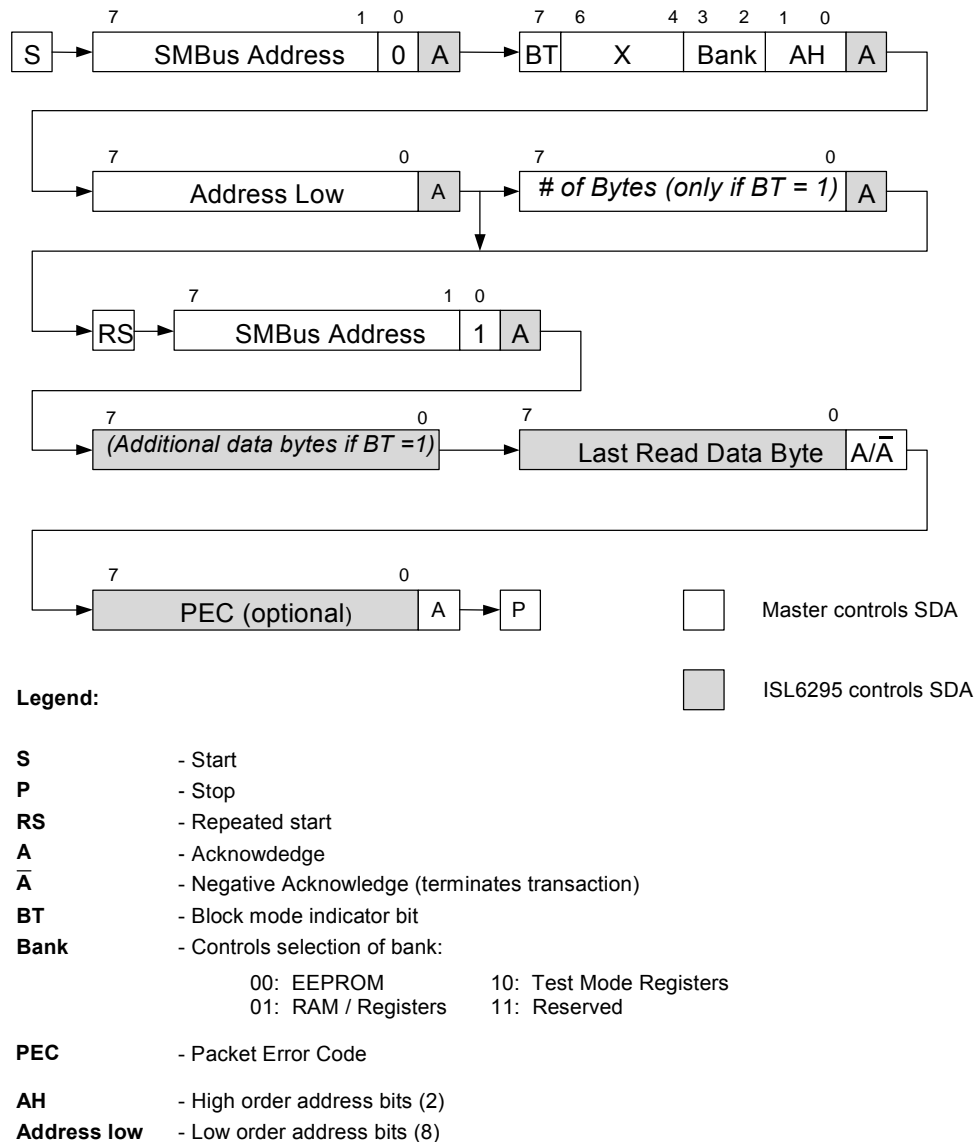 7 1 0 7 6 4 3 2 1 0
S SMBus Address 0 A BT X Bank AH A
7 0 7 0
Address Low A # of Bytes (only if BT = 1) A
7 1 0
RS SMBus Address 1 A
7 0 7 0
(Additional data bytes if BT =1) Last Read Data Byte A/A̅
7 0
PEC (optional) A P Master controls SDA
ISL6295 controls SDA
Legend:
S - Start
P - Stop
RS - Repeated start
A - Acknowdedge
A̅ - Negative Acknowledge (terminates transaction)
BT - Block mode indicator bit
Bank - Controls selection of bank:
00: EEPROM 10: Test Mode Registers
01: RAM / Registers 11: Reserved
PEC - Packet Error Code
AH - High order address bits (2)
Address low - Low order address bits (8)